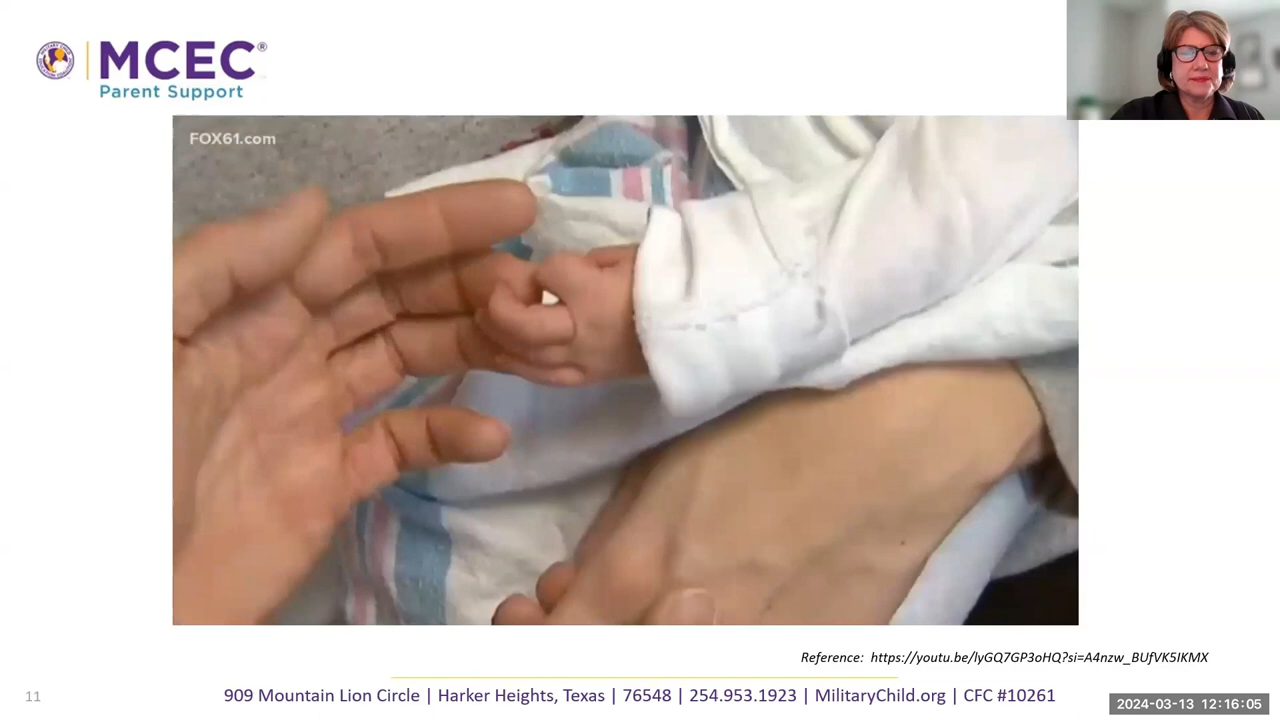 MCEC®
Parent Support
FOX61.com
Reference: https://youtu.be/lyGQ7GP3oHQ?si=A4nzw_BUfVK5IKMX
11
909 Mountain Lion Circle | Harker Heights, Texas | 76548 | 254.953.1923 | MilitaryChild.org | CFC #10261
2024-03-13 12:16:05